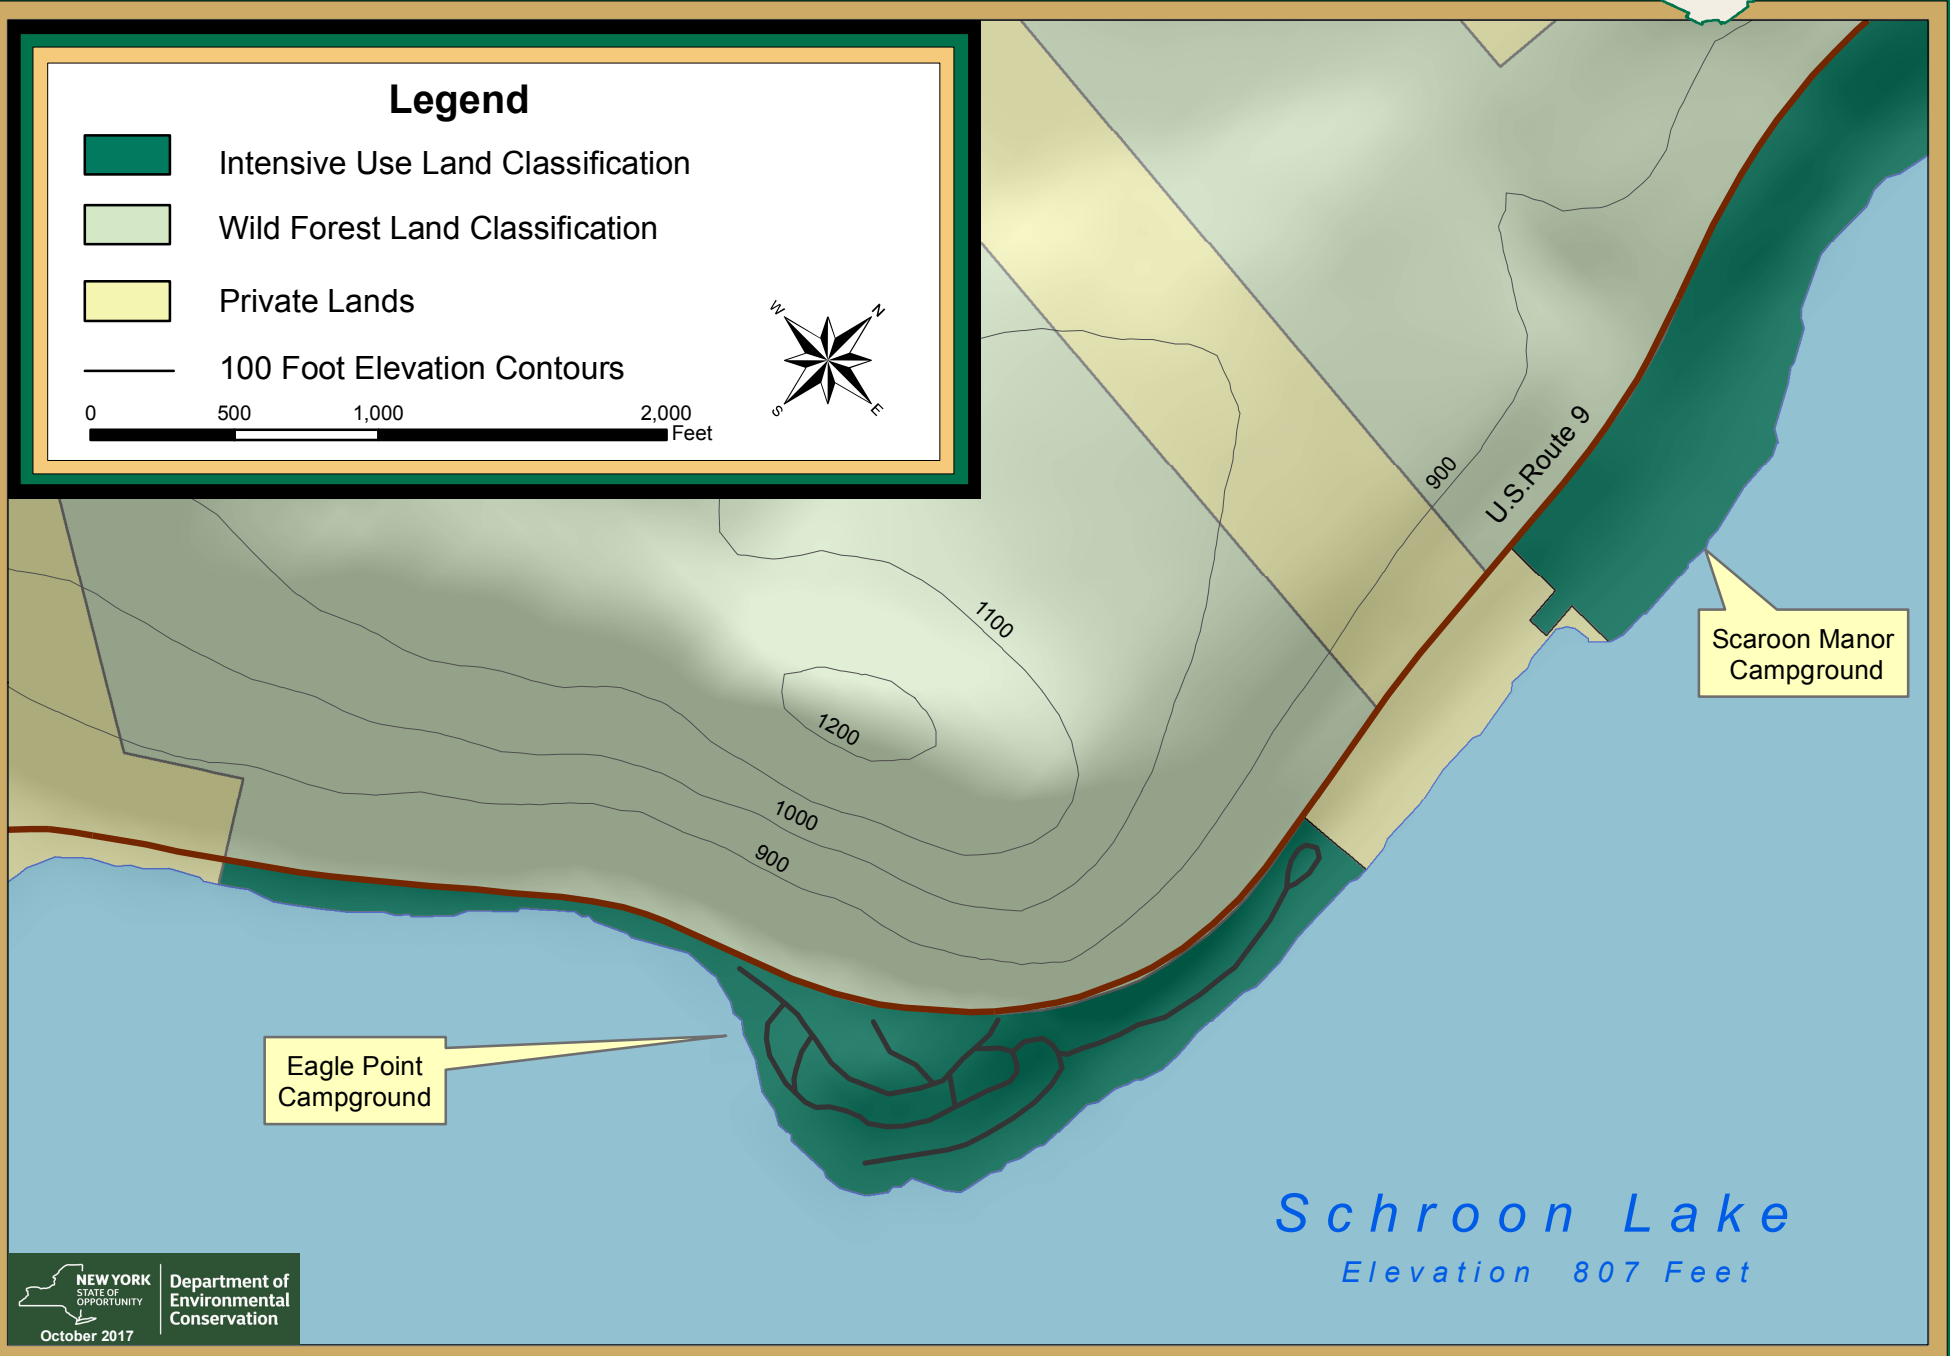 Legend
Intensive Use Land Classification
Wild Forest Land Classification
Private Lands
100 Foot Elevation Contours
0 500 1,000 2,000
Feet
W N
S E
900
U.S.Route 9
1100
1200
1000
900
Scaroon Manor
Campground
Eagle Point
Campground
Schroon Lake
Elevation 807 Feet
NEW YORK
STATE OF
OPPORTUNITY
Department of
Environmental
Conservation
October 2017